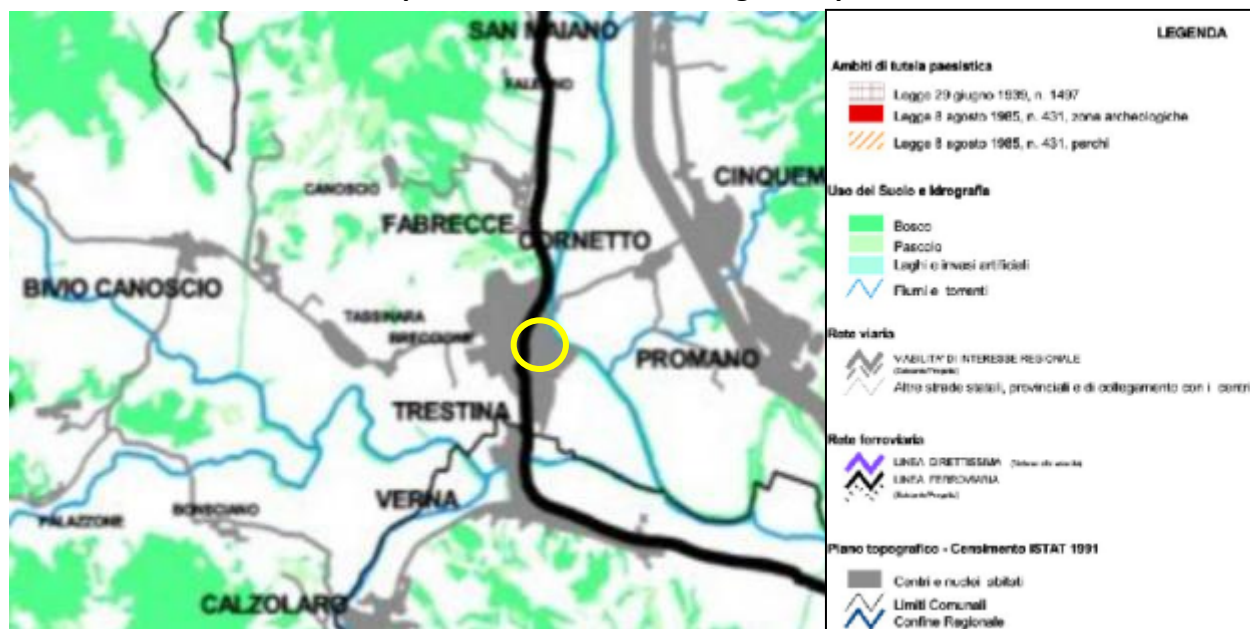 SAN MAIANO
CINQUEM
CANOSCIO
FABRECCE
CORNETTO
BIVIO CANOSCIO
TASSINARA
BRECCIONE
PROMANO
TRESTINA
VERNA
PALAZZONE
BONSCIANO
CALZOLARO
LEGENDA
Ambiti di tutela paesistica
Legge 29 giugno 1939, n. 1497
Legge 8 agosto 1985, n. 431, zone archeologiche
Legge 8 agosto 1985, n. 431, parchi
Uso del Suolo e Idrografia
Bosco
Pascolo
Laghi e invasi artificiali
Fiumi e torrenti
Rete viaria
VIABILITY DI INTERESSE REGIONALE
Altre strade statali, provinciali e di collegamento con i centri
Rete ferroviaria
LINEA DIRETTISSIMA
LINEA FERROVIARIA
Piano topografico - Censimento ISTAT 1991
Centri e nuclei abitati
Limiti Comunali
Confine Regionale